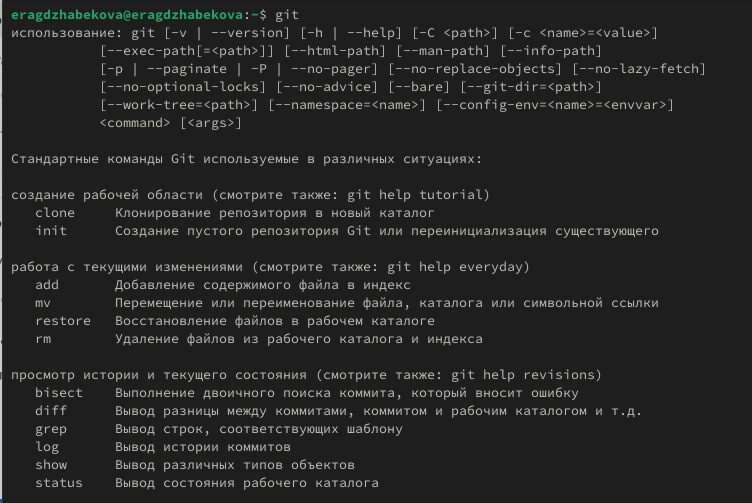 eragdzhabekova@eragdzhabekova:~$ git
использование: git [-v | --version] [-h | --help] [-C <path>] [-c <name>=<value>]
           [--exec-path[=<path>]] [--html-path] [--man-path] [--info-path]
           [-p | --paginate | -P | --no-pager] [--no-replace-objects] [--no-lazy-fetch]
           [--no-optional-locks] [--no-advice] [--bare] [--git-dir=<path>]
           [--work-tree=<path>] [--namespace=<name>] [--config-env=<name>=<envvar>]
           <command> [<args>]

Стандартные команды Git используемые в различных ситуациях:

создание рабочей области (смотрите также: git help tutorial)
   clone     Клонирование репозитория в новый каталог
   init      Создание пустого репозитория Git или переинициализация существующего

работа с текущими изменениями (смотрите также: git help everyday)
   add       Добавление содержимого файла в индекс
   mv        Перемещение или переименование файла, каталога или символьной ссылки
   restore   Восстановление файлов в рабочем каталоге
   rm        Удаление файлов из рабочего каталога и индекса

просмотр истории и текущего состояния (смотрите также: git help revisions)
   bisect    Выполнение двоичного поиска коммита, который вносит ошибку
   diff      Вывод разницы между коммитами, коммитом и рабочим каталогом и т.д.
   grep      Вывод строк, соответствующих шаблону
   log       Вывод истории коммитов
   show      Вывод различных типов объектов
   status    Вывод состояния рабочего каталога